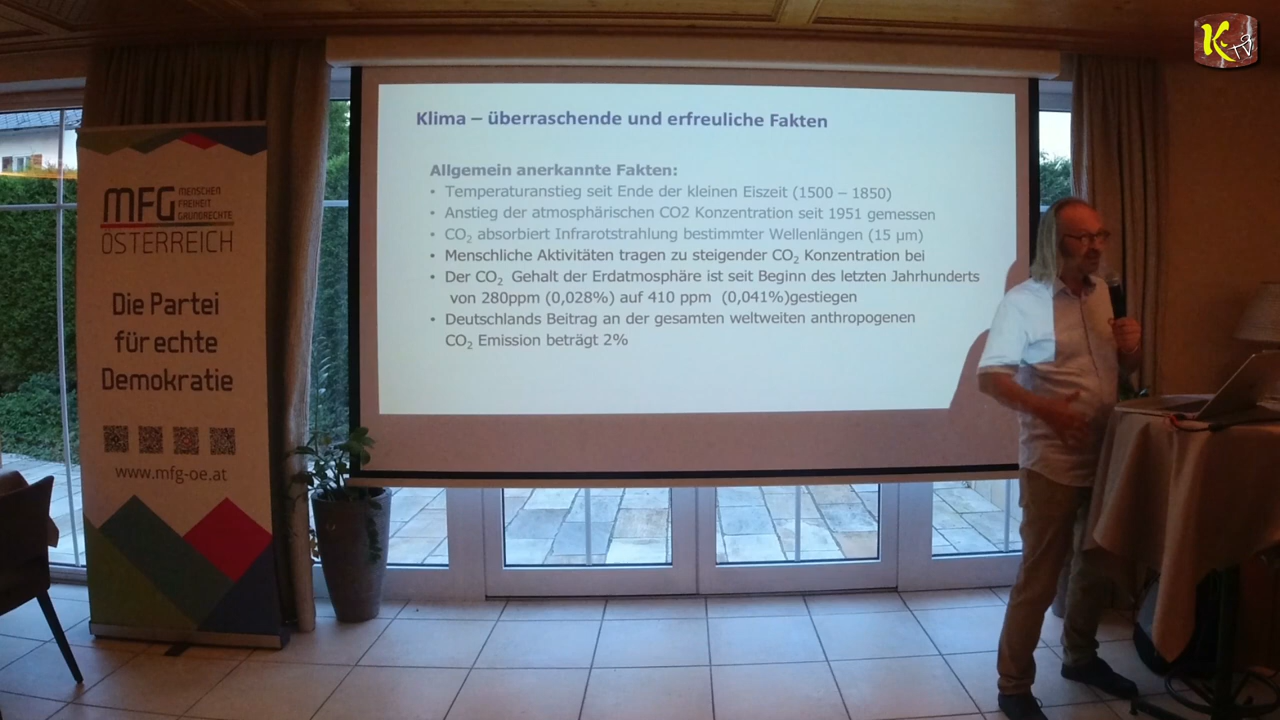 MFG MENSCHEN
FREIHEIT
GRUNDRECHTE
ÖSTERREICH
Die Partei
für echte
Demokratie
www.mfg-oe.at
Klima – überraschende und erfreuliche Fakten
Allgemein anerkannte Fakten:
• Temperaturanstieg seit Ende der kleinen Eiszeit (1500 – 1850)
• Anstieg der atmosphärischen CO2 Konzentration seit 1951 gemessen
• CO₂ absorbiert Infrarotstrahlung bestimmter Wellenlängen (15 µm)
• Menschliche Aktivitäten tragen zu steigender CO₂ Konzentration bei
• Der CO₂ Gehalt der Erdatmosphäre ist seit Beginn des letzten Jahrhunderts
von 280ppm (0,028%) auf 410 ppm (0,041%)gestiegen
• Deutschlands Beitrag an der gesamten weltweiten anthropogenen
CO₂ Emission beträgt 2%
K TV